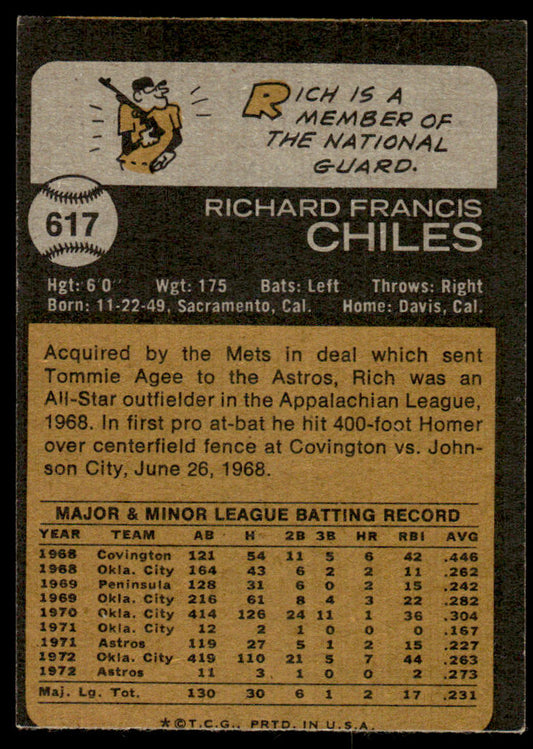 RICH IS A
MEMBER OF
THE NATIONAL
GUARD.
617
RICHARD FRANCIS
CHILES
Hgt: 6'0" Wgt: 175 Bats: Left Throws: Right
Born: 11-22-49, Sacramento, Cal. Home: Davis, Cal.
Acquired by the Mets in deal which sent
Tommie Agee to the Astros, Rich was an
All-Star outfielder in the Appalachian League,
1968. In first pro at-bat he hit 400-foot Homer
over centerfield fence at Covington vs. John-
son City, June 26, 1968.
MAJOR & MINOR LEAGUE BATTING RECORD
YEAR TEAM AB H 2B 3B HR RBI AVG
1968 Covington 121 54 11 5 6 42 .446
1968 Okla. City 164 43 6 2 2 11 .262
1969 Peninsula 128 31 6 0 2 15 .242
1969 Okla. City 216 61 8 4 3 22 .282
1970 Okla. City 414 126 24 11 1 36 .304
1971 Okla. City 12 2 1 0 0 0 .167
1971 Astros 119 27 5 1 2 15 .227
1972 Okla. City 419 110 21 5 7 44 .263
1972 Astros 11 3 1 0 0 2 .273
Maj. Lg. Tot. 130 30 6 1 2 17 .231
*©T.C.G., PRTD. IN U.S.A.